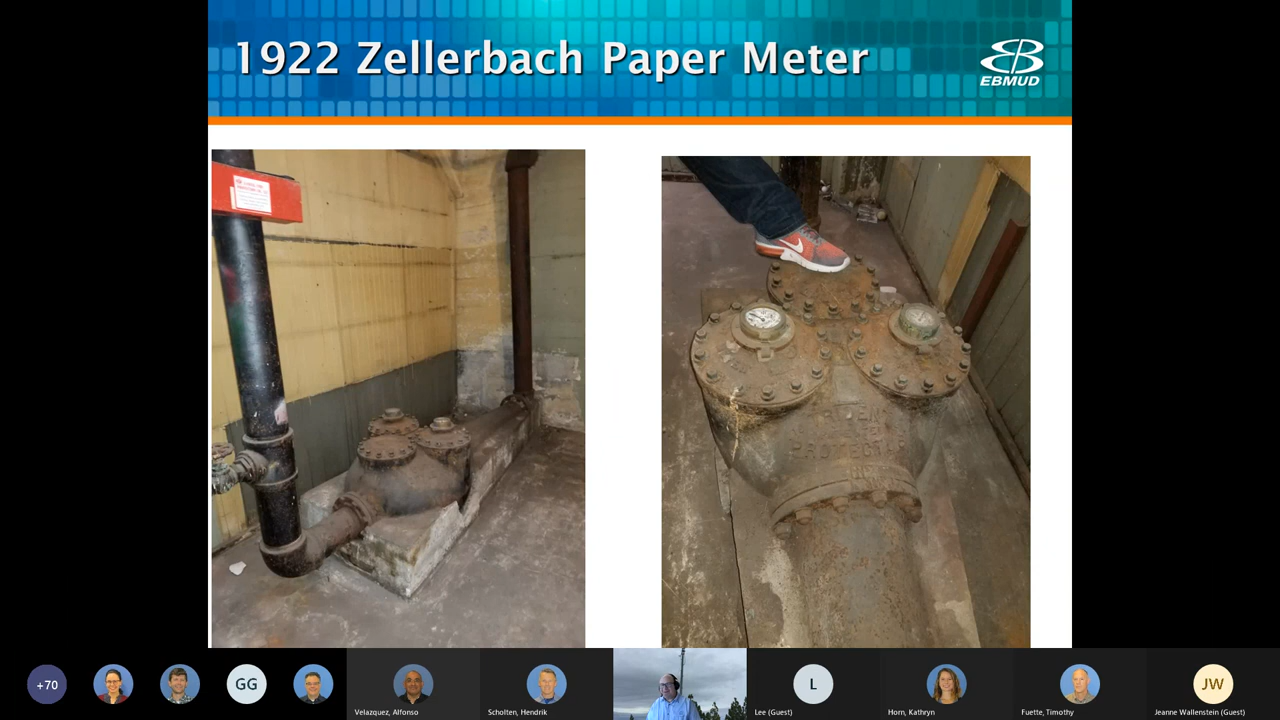 1922 Zellerbach Paper Meter
EBMUD
+70
GG
L
JW
Velazquez, Alfonso
Scholten, Hendrik
Lee (Guest)
Horn, Kathryn
Fuette, Timothy
Jeanne Wallenstein (Guest)